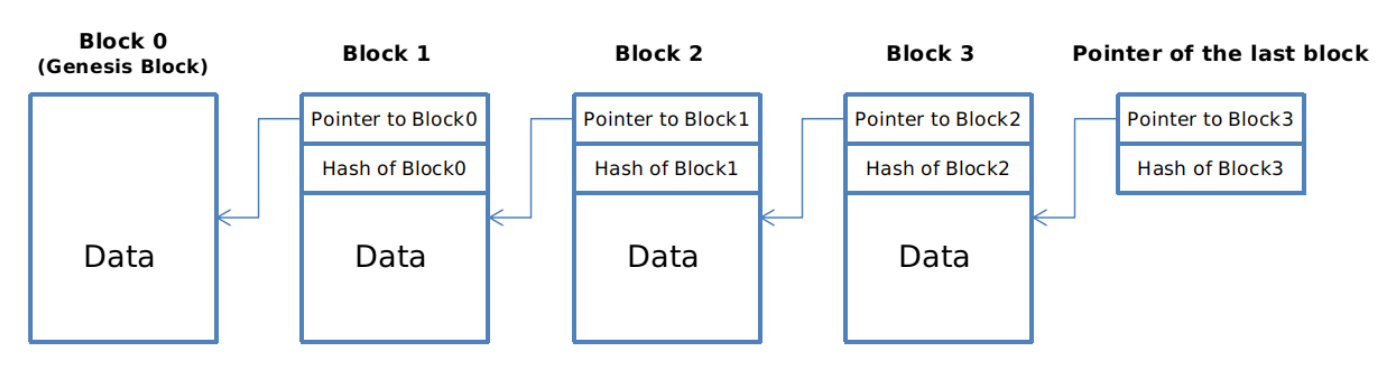 Block 0
(Genesis Block)
Block 1
Block 2
Block 3
Pointer of the last block
Data
Pointer to Block0
Hash of Block0
Data
Pointer to Block1
Hash of Block1
Data
Pointer to Block2
Hash of Block2
Data
Pointer to Block3
Hash of Block3